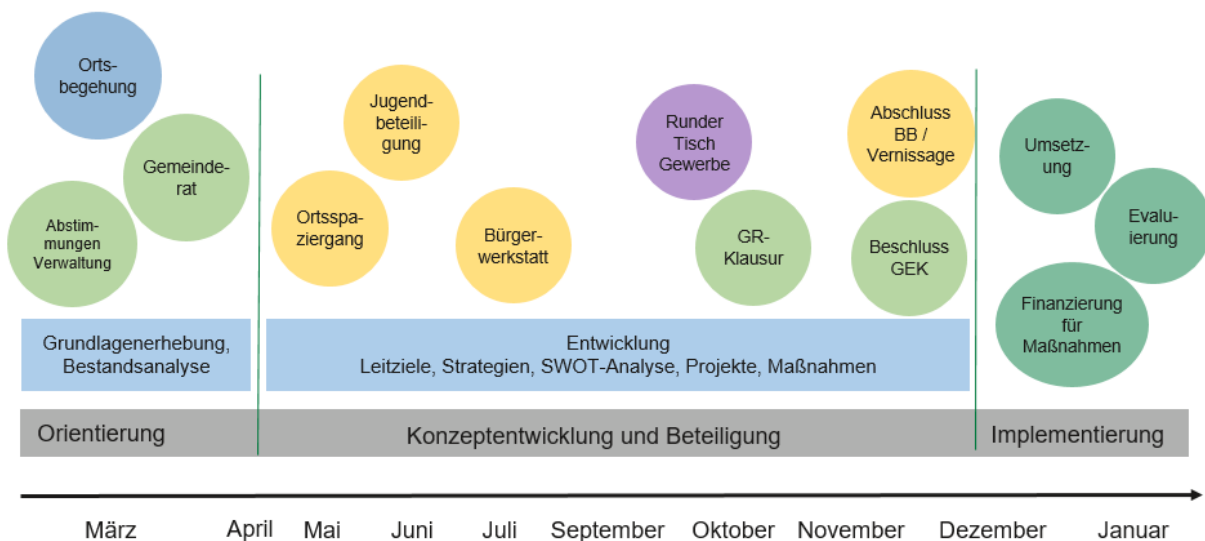 Orts-
begehung
Gemeinde-
rat
Abstim-
mungen
Verwaltung
Jugend-
beteili-
gung
Ortsspa-
ziergang
Bürger-
werkstatt
Runder
Tisch
Gewerbe
GR-
Klausur
Abschluss
BB /
Vernissage
Beschluss
GEK
Umsetz-
ung
Evalu-
ierung
Finanzierung
für
Maßnahmen
Grundlagenerhebung,
Bestandsanalyse
Entwicklung
Leitziele, Strategien, SWOT-Analyse, Projekte, Maßnahmen
Orientierung
Konzeptentwicklung und Beteiligung
Implementierung
März April Mai Juni Juli September Oktober November Dezember Januar